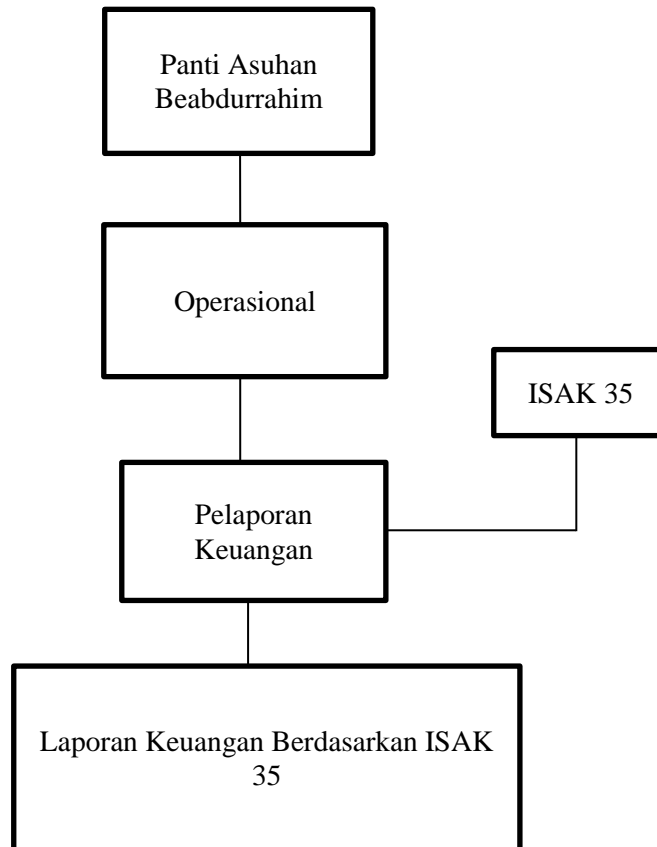 Panti Asuhan
Beabdurrahim
Operasional
ISAK 35
Pelaporan
Keuangan
Laporan Keuangan Berdasarkan ISAK
35